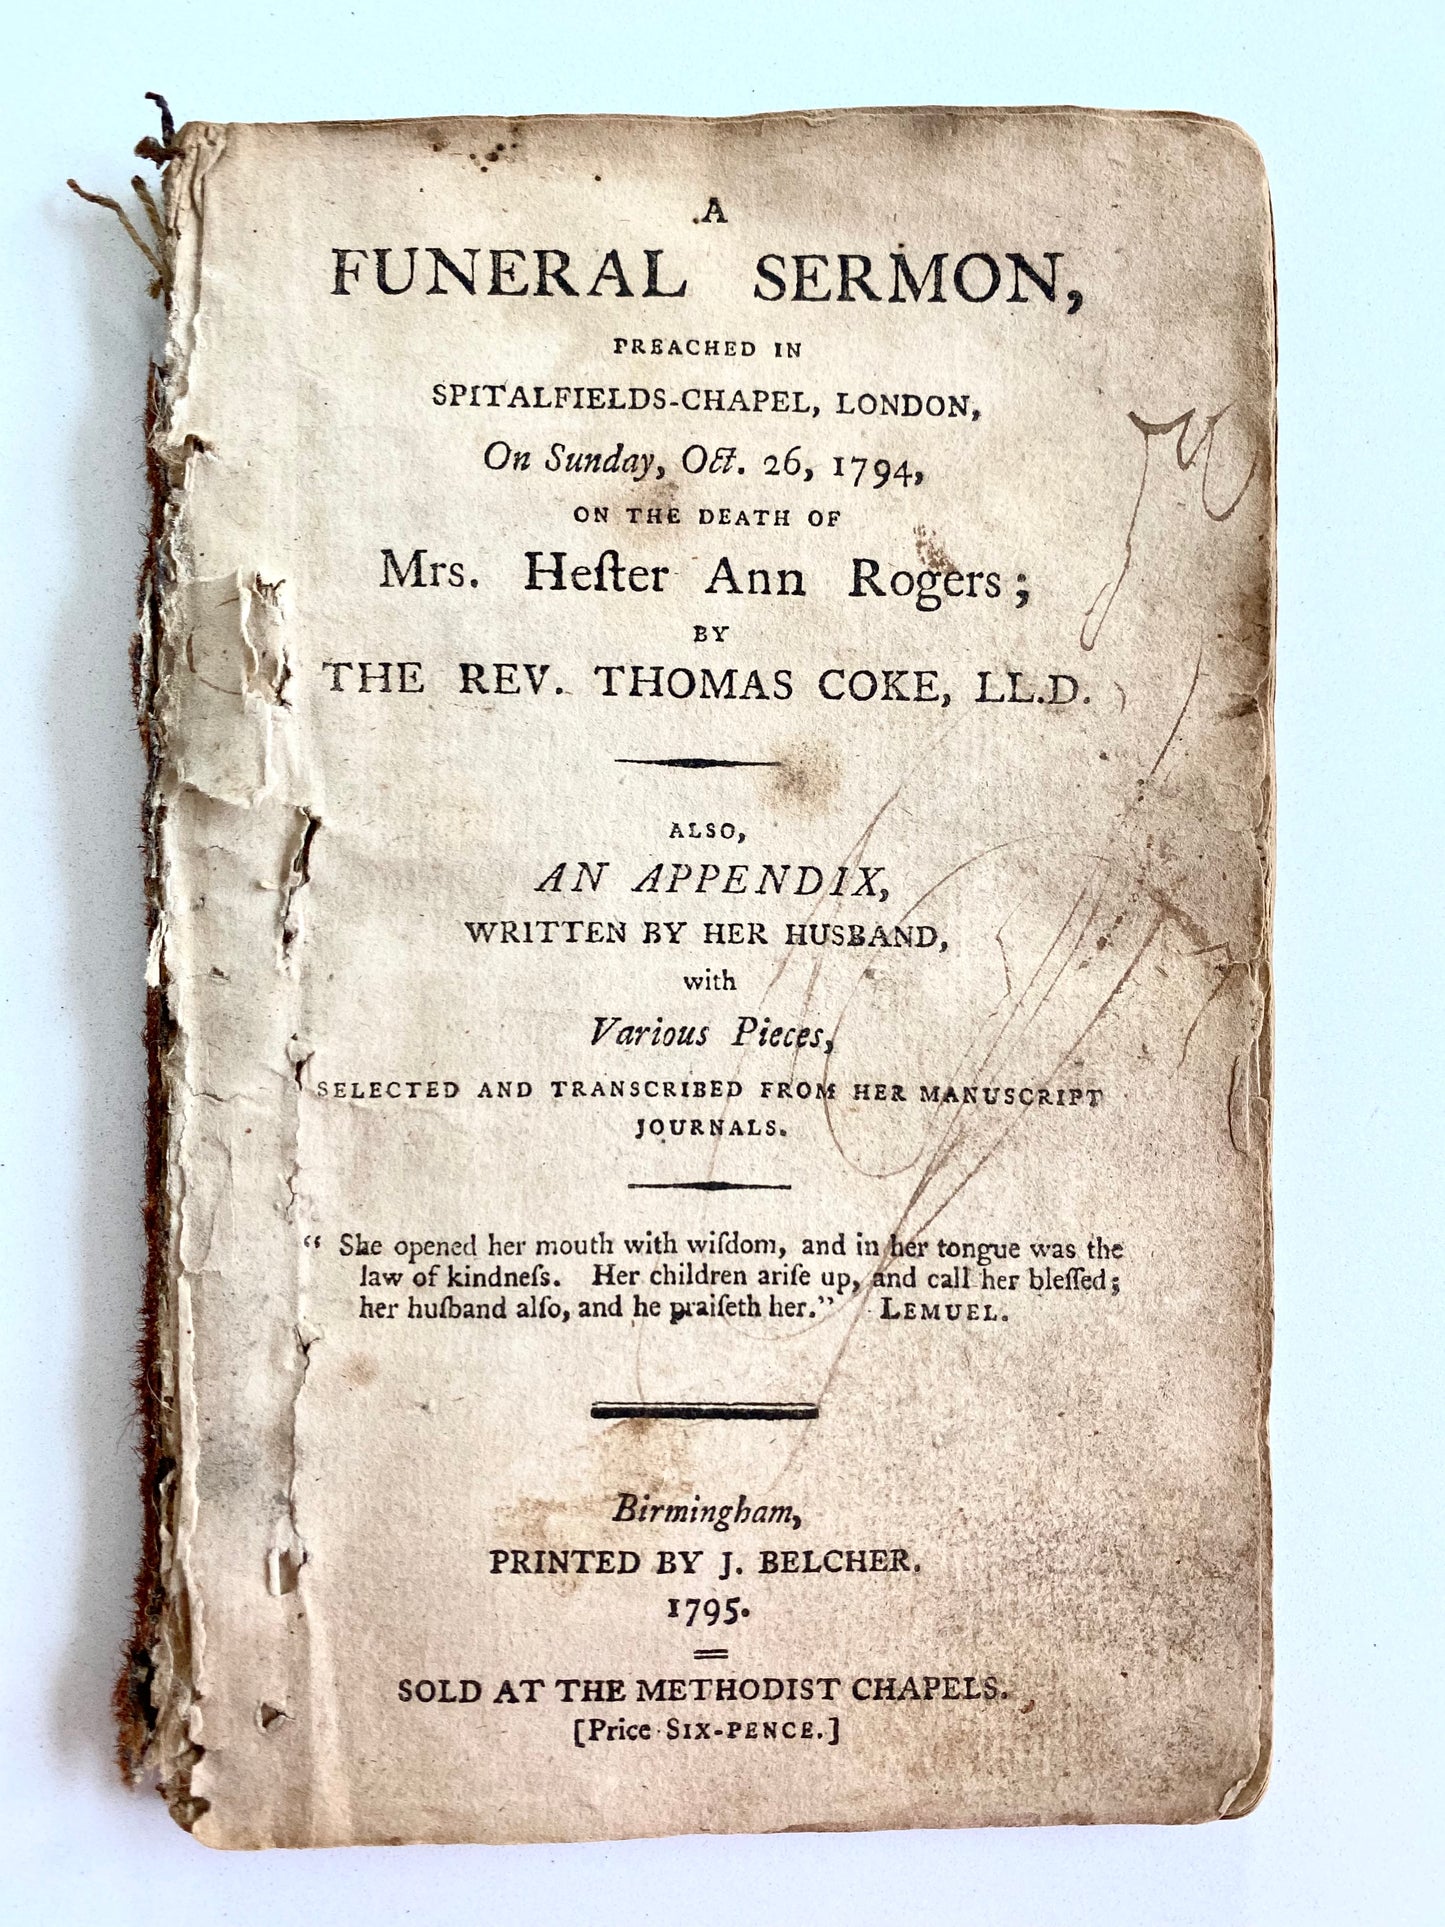 A
FUNERAL SERMON,
PREACHED IN
SPITALFIELDS-CHAPEL, LONDON,
On Sunday, Oct. 26, 1794,
ON THE DEATH OF
Mrs. Heſter Ann Rogers;
BY
THE REV. THOMAS COKE, LL.D.
ALSO,
AN APPENDIX,
WRITTEN BY HER HUSBAND,
with
Various Pieces,
SELECTED AND TRANSCRIBED FROM HER MANUSCRIPT
JOURNALS.
“ She opened her mouth with wiſdom, and in her tongue was the
law of kindneſs. Her children ariſe up, and call her bleſſed;
her huſband alſo, and he praiſeth her.” LEMUEL.
Birmingham,
PRINTED BY J. BELCHER.
1795.
SOLD AT THE METHODIST CHAPELS.
[Price SIX-PENCE.]